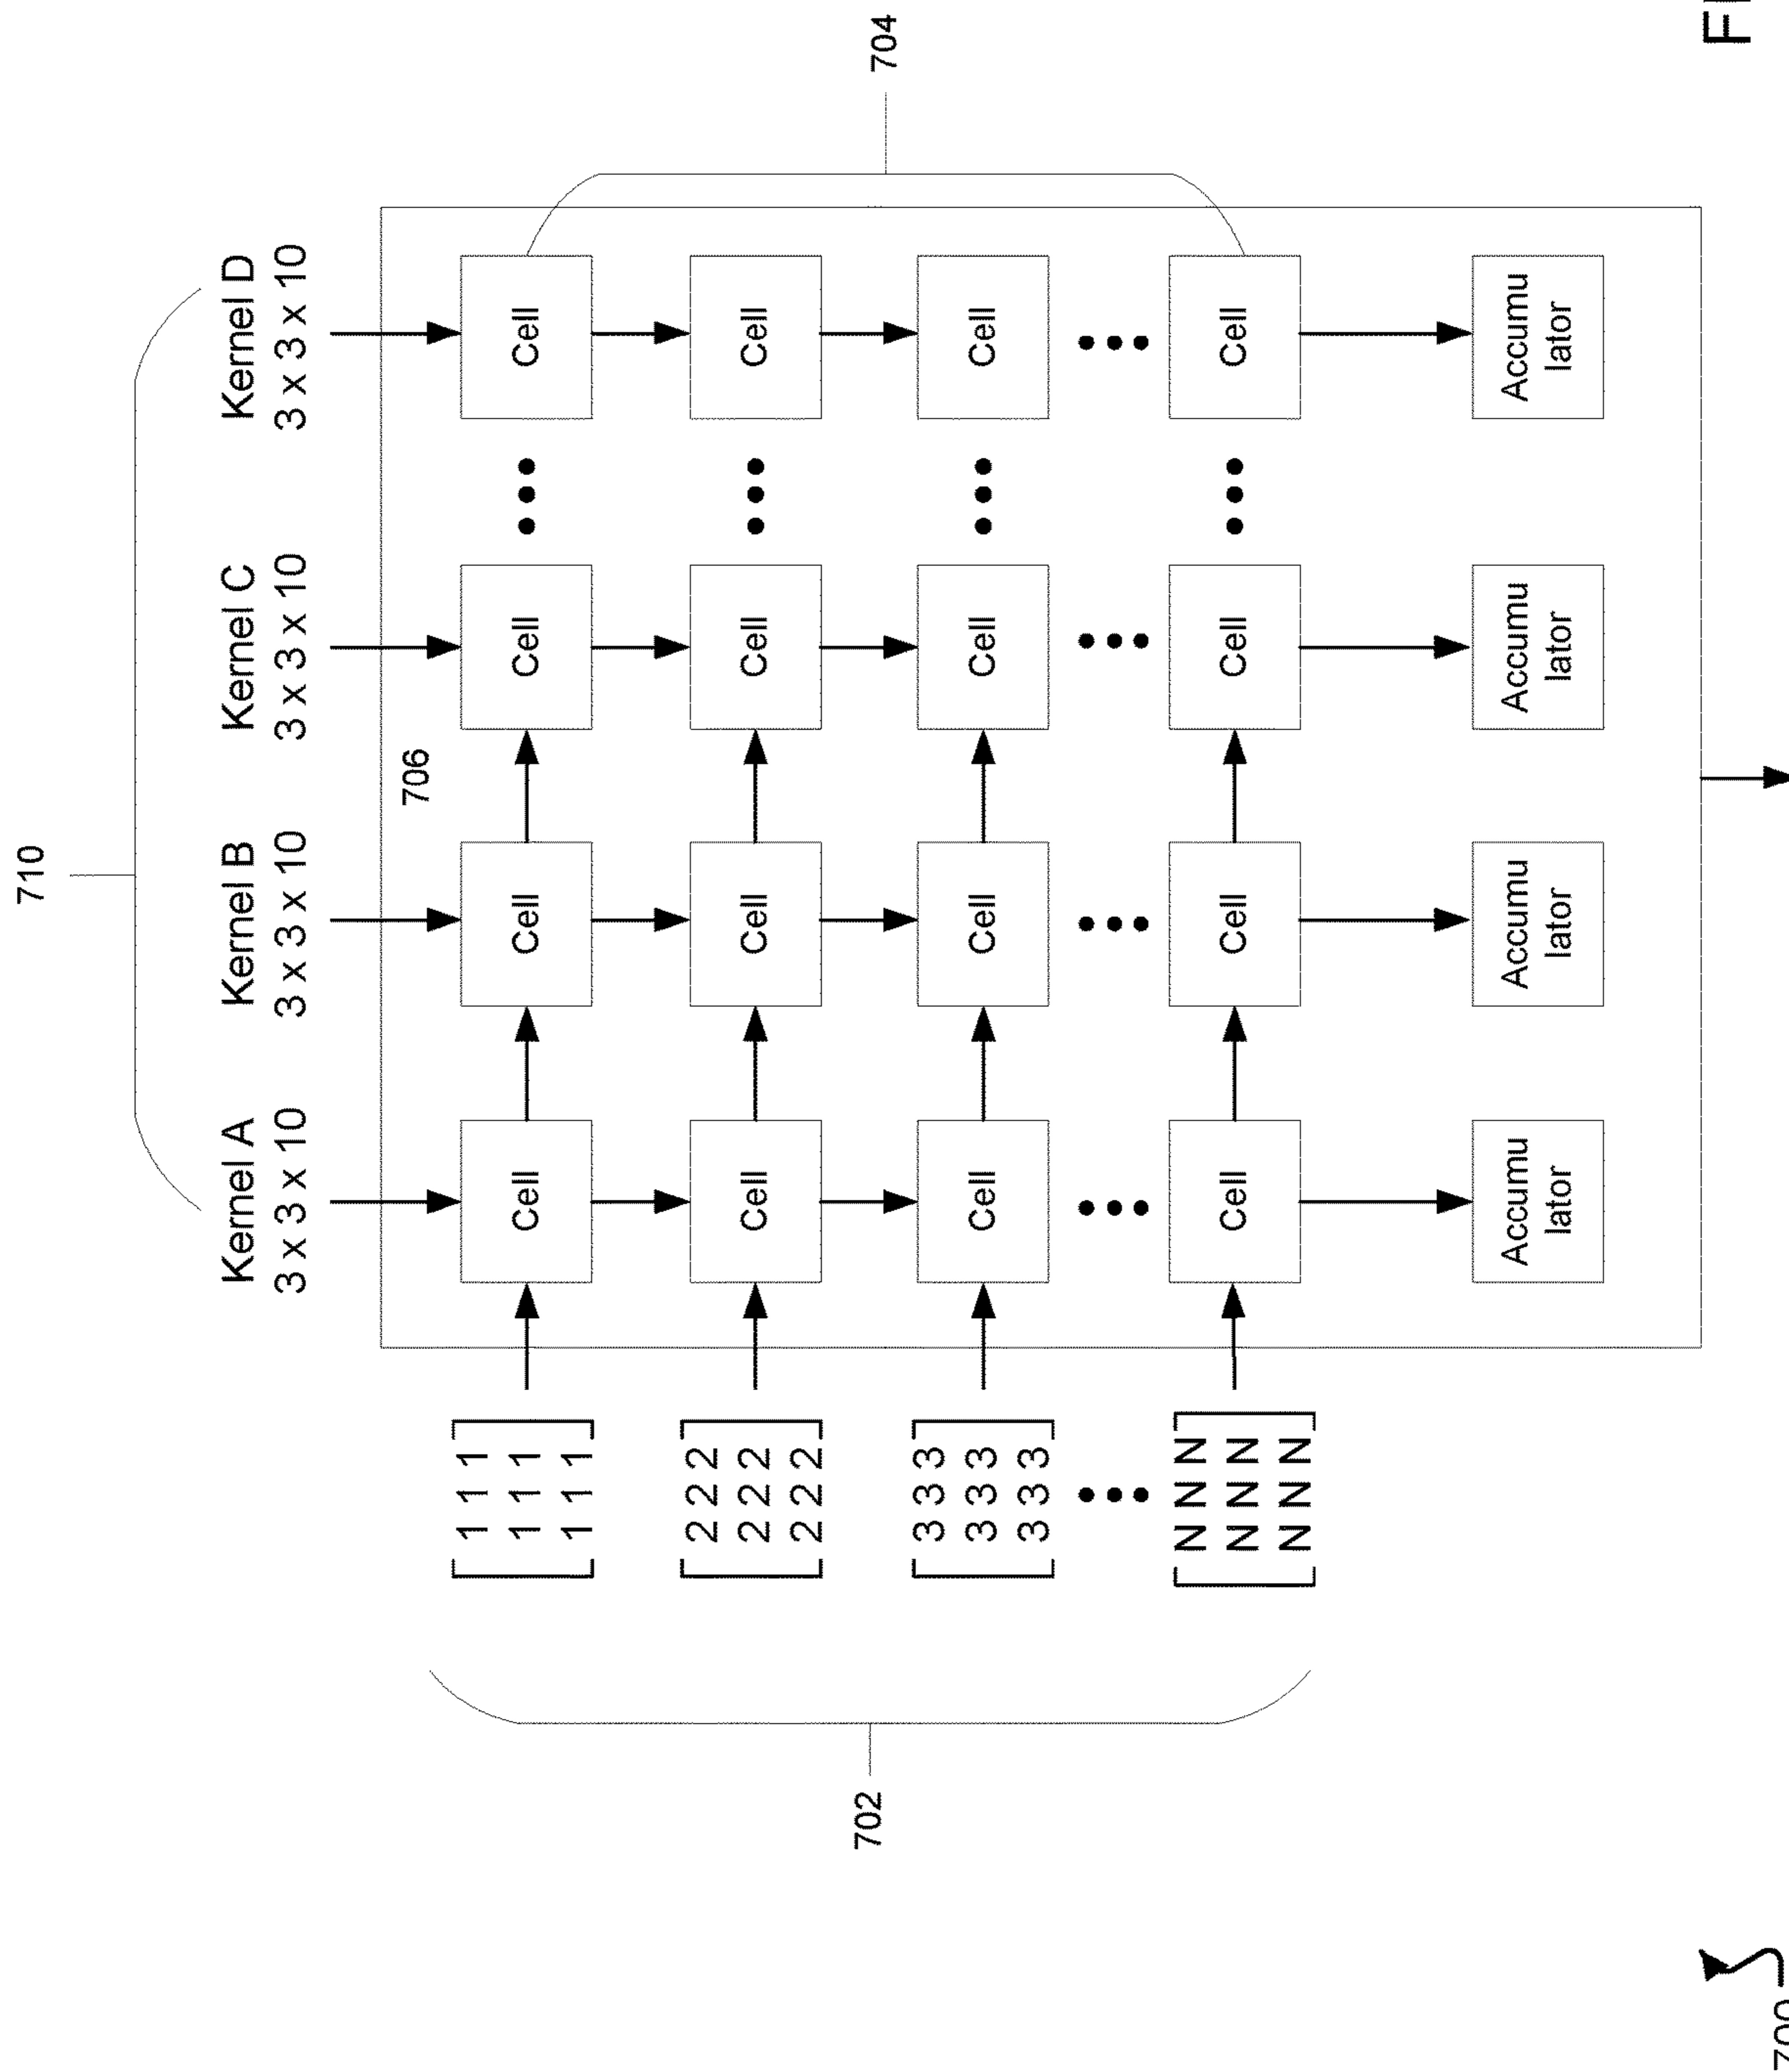 710
Kernel A
3 x 3 x 10
Kernel B
3 x 3 x 10
Kernel C
3 x 3 x 10
Kernel D
3 x 3 x 10
706
1 1 1
1 1 1
1 1 1
Cell
Cell
Cell
Cell
2 2 2
2 2 2
2 2 2
Cell
Cell
Cell
Cell
702
704
3 3 3
3 3 3
3 3 3
Cell
Cell
Cell
Cell
N N N
N N N
N N N
Cell
Cell
Cell
Cell
Accumu
lator
Accumu
lator
Accumu
lator
Accumu
lator
700